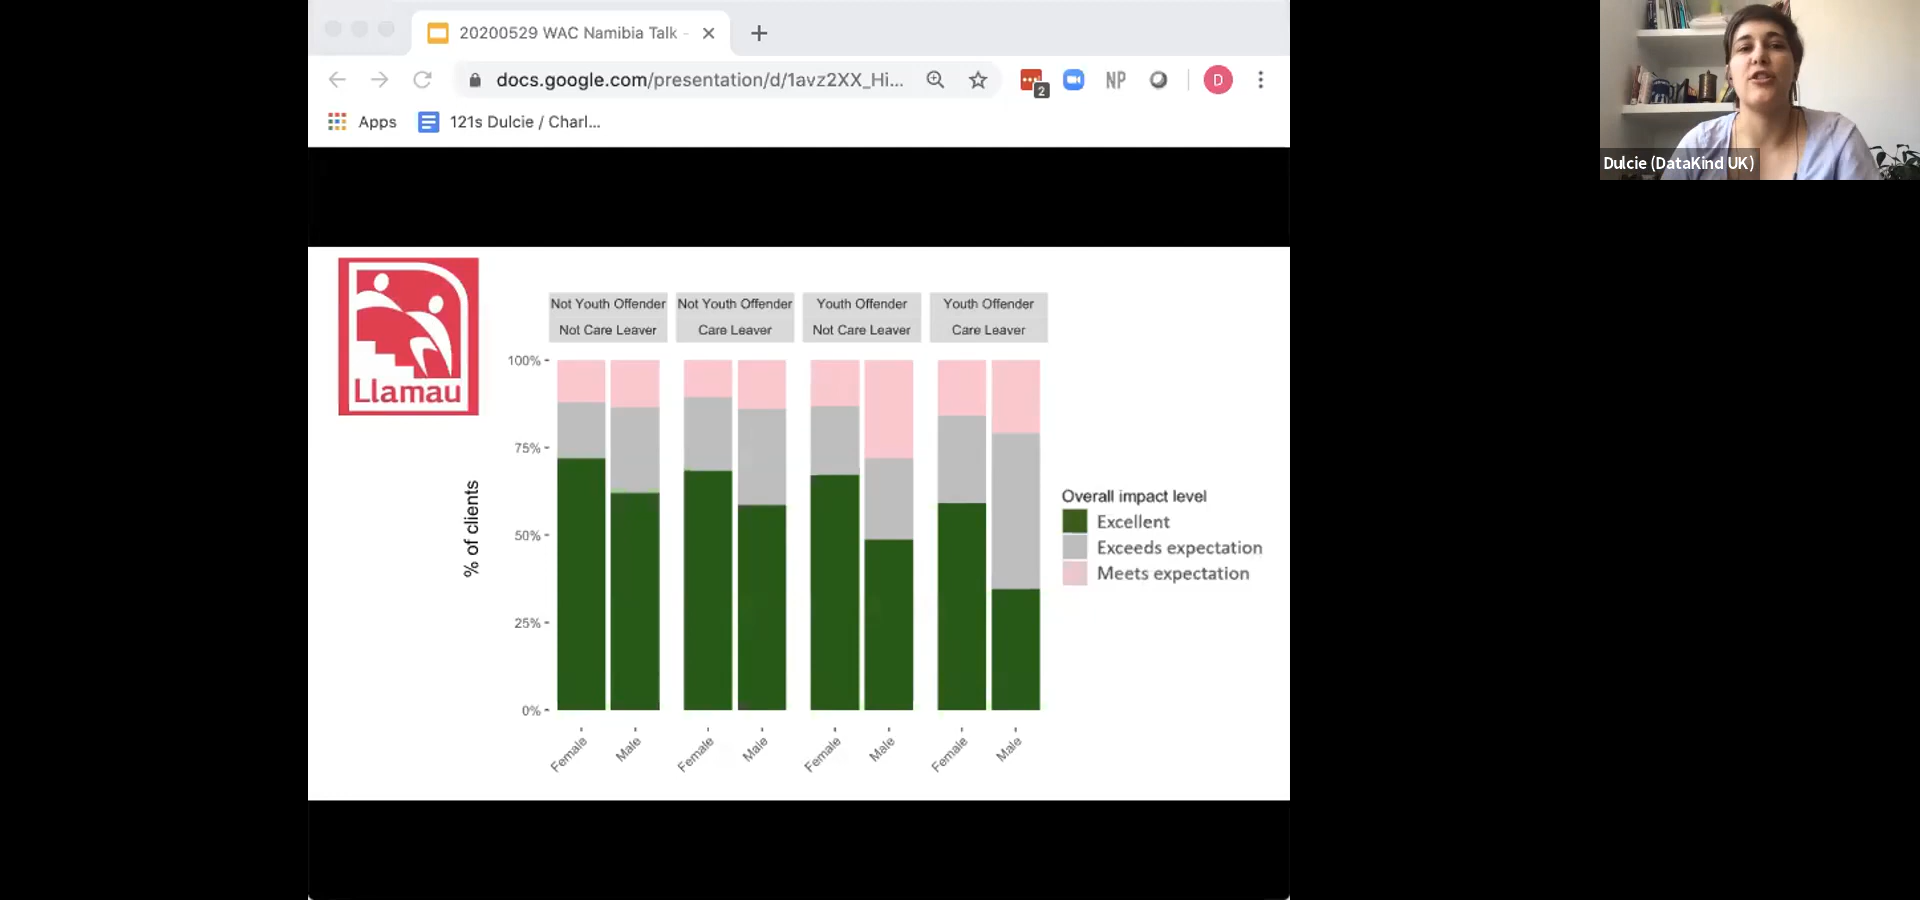 20200529 WAC Namibia Talk -
docs.google.com/presentation/d/1avz2XX_Hi...
2
NP
D
Apps
121s Dulcie / Charl...
Dulcie (DataKind UK)
Llamau
Not Youth Offender
Not Care Leaver
Not Youth Offender
Care Leaver
Youth Offender
Not Care Leaver
Youth Offender
Care Leaver
100%
75%
50%
25%
0%
% of clients
Female
Male
Female
Male
Female
Male
Female
Male
Overall impact level
Excellent
Exceeds expectation
Meets expectation